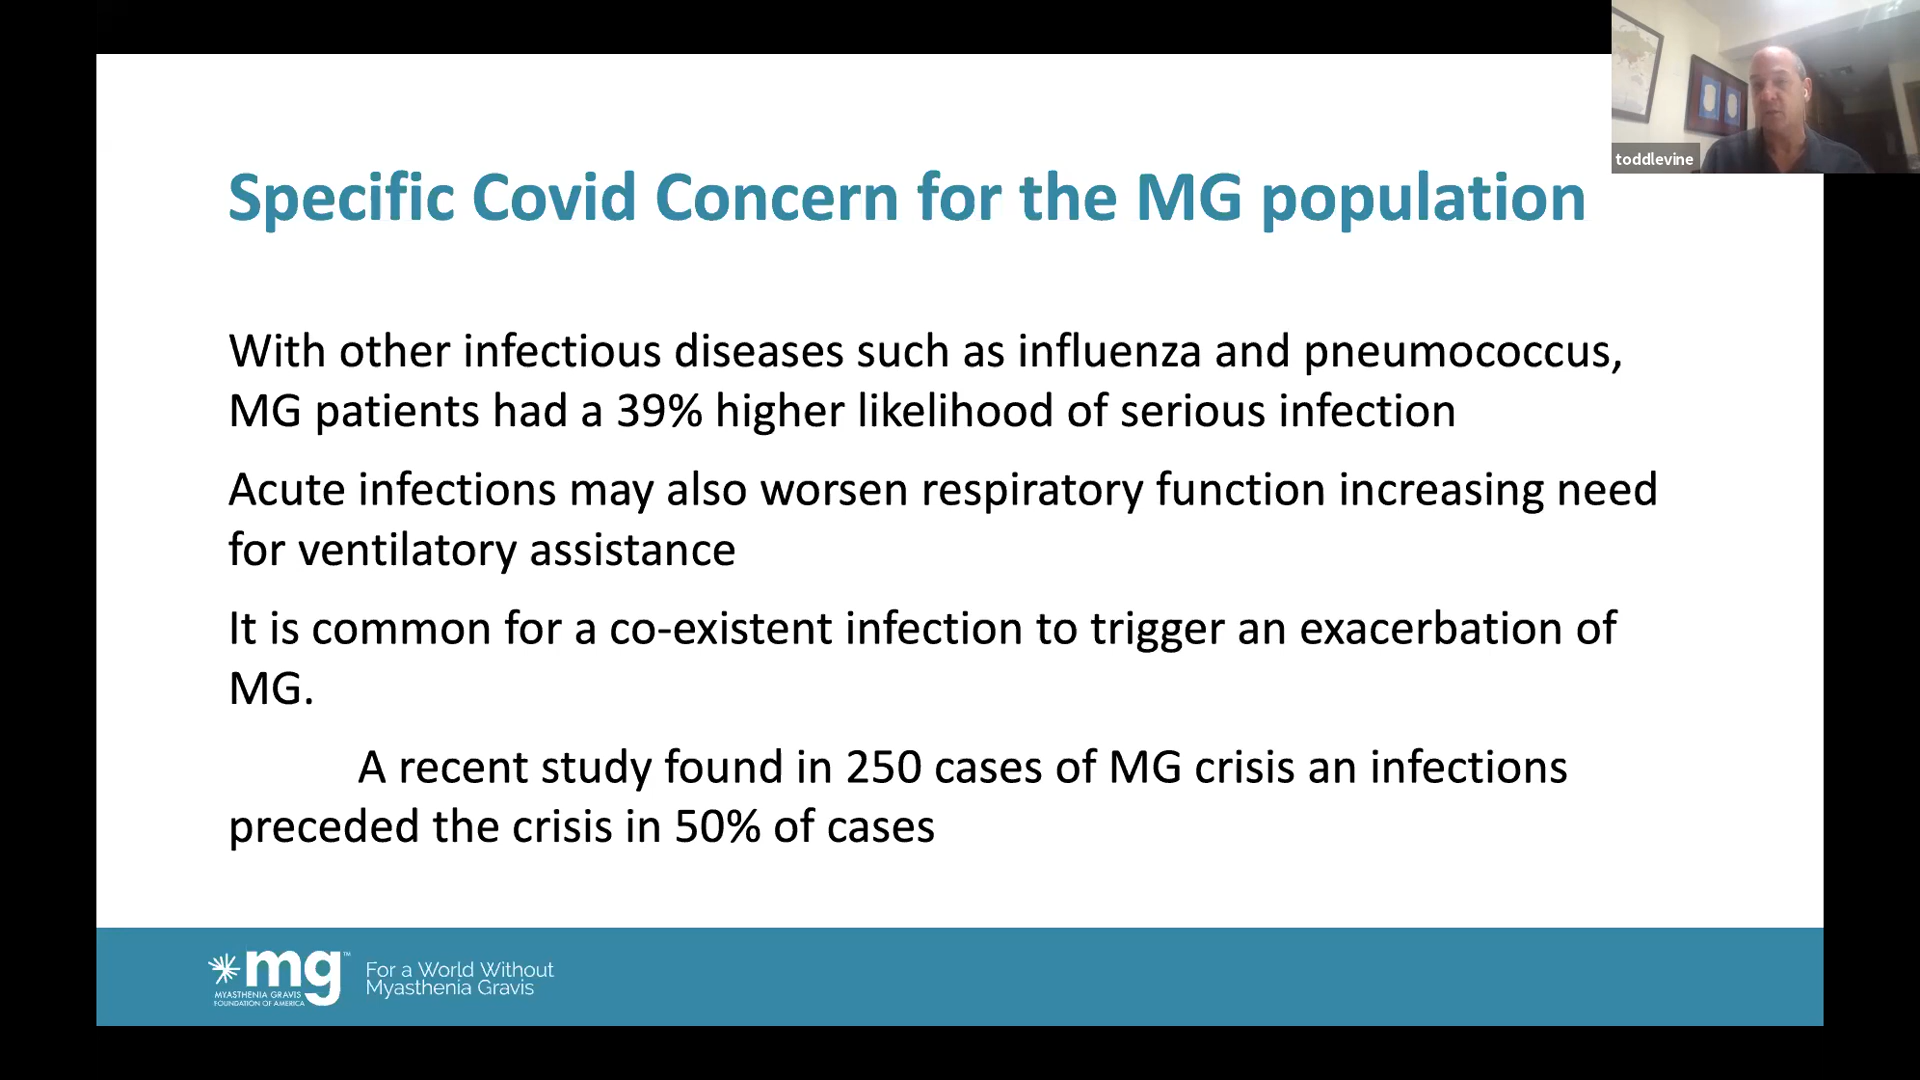 toddlevine
Specific Covid Concern for the MG population
With other infectious diseases such as influenza and pneumococcus,
MG patients had a 39% higher likelihood of serious infection
Acute infections may also worsen respiratory function increasing need
for ventilatory assistance
It is common for a co-existent infection to trigger an exacerbation of
MG.
A recent study found in 250 cases of MG crisis an infections
preceded the crisis in 50% of cases
mg™
MYASTHENIA GRAVIS
FOUNDATION OF AMERICA
For a World Without
Myasthenia Gravis